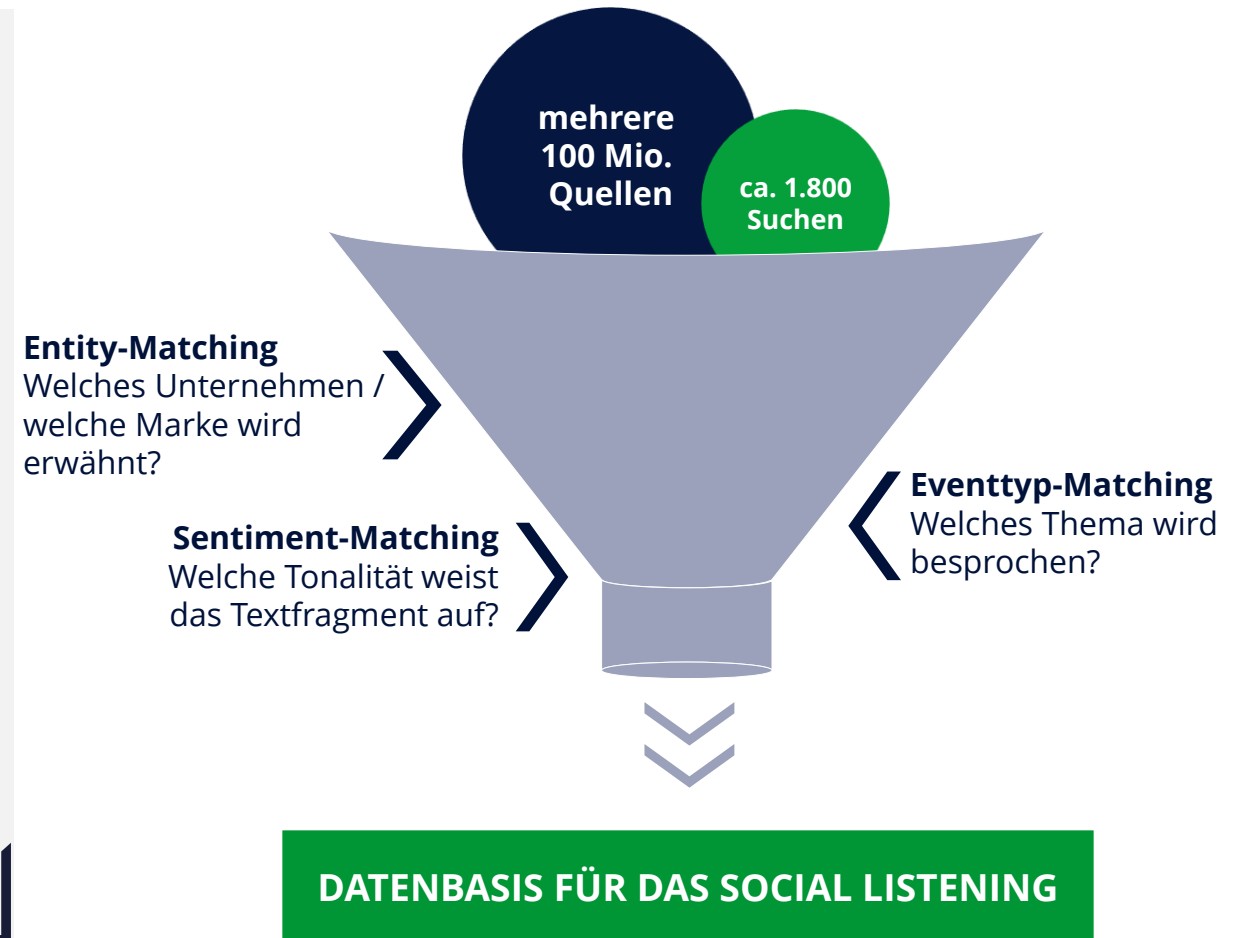 mehrere
100 Mio.
Quellen
ca. 1.800
Suchen
Entity-Matching
Welches Unternehmen /
welche Marke wird
erwähnt?
Eventtyp-Matching
Welches Thema wird
besprochen?
Sentiment-Matching
Welche Tonalität weist
das Textfragment auf?
DATENBASIS FÜR DAS SOCIAL LISTENING